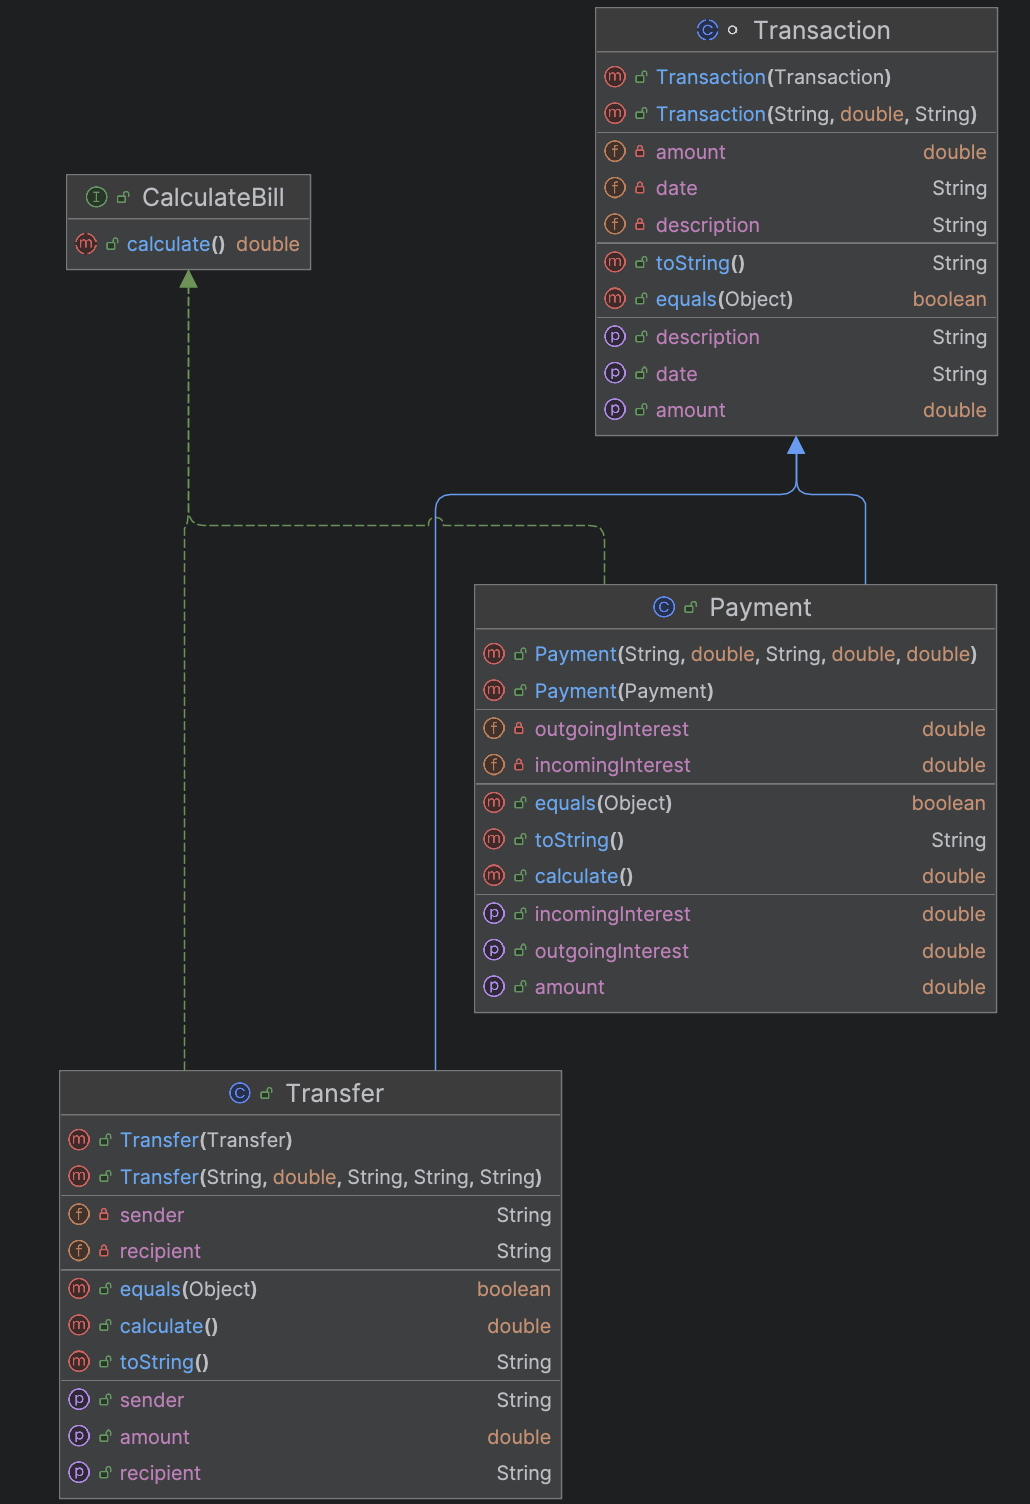 Transaction
Transaction(Transaction)
Transaction(String, double, String)
amount double
date String
description String
toString() String
equals(Object) boolean
description String
date String
amount double
CalculateBill
calculate() double
Payment
Payment(String, double, String, double, double)
Payment(Payment)
outgoingInterest double
incomingInterest double
equals(Object) boolean
toString() String
calculate() double
incomingInterest double
outgoingInterest double
amount double
Transfer
Transfer(Transfer)
Transfer(String, double, String, String, String)
sender String
recipient String
equals(Object) boolean
calculate() double
toString() String
sender String
amount double
recipient String